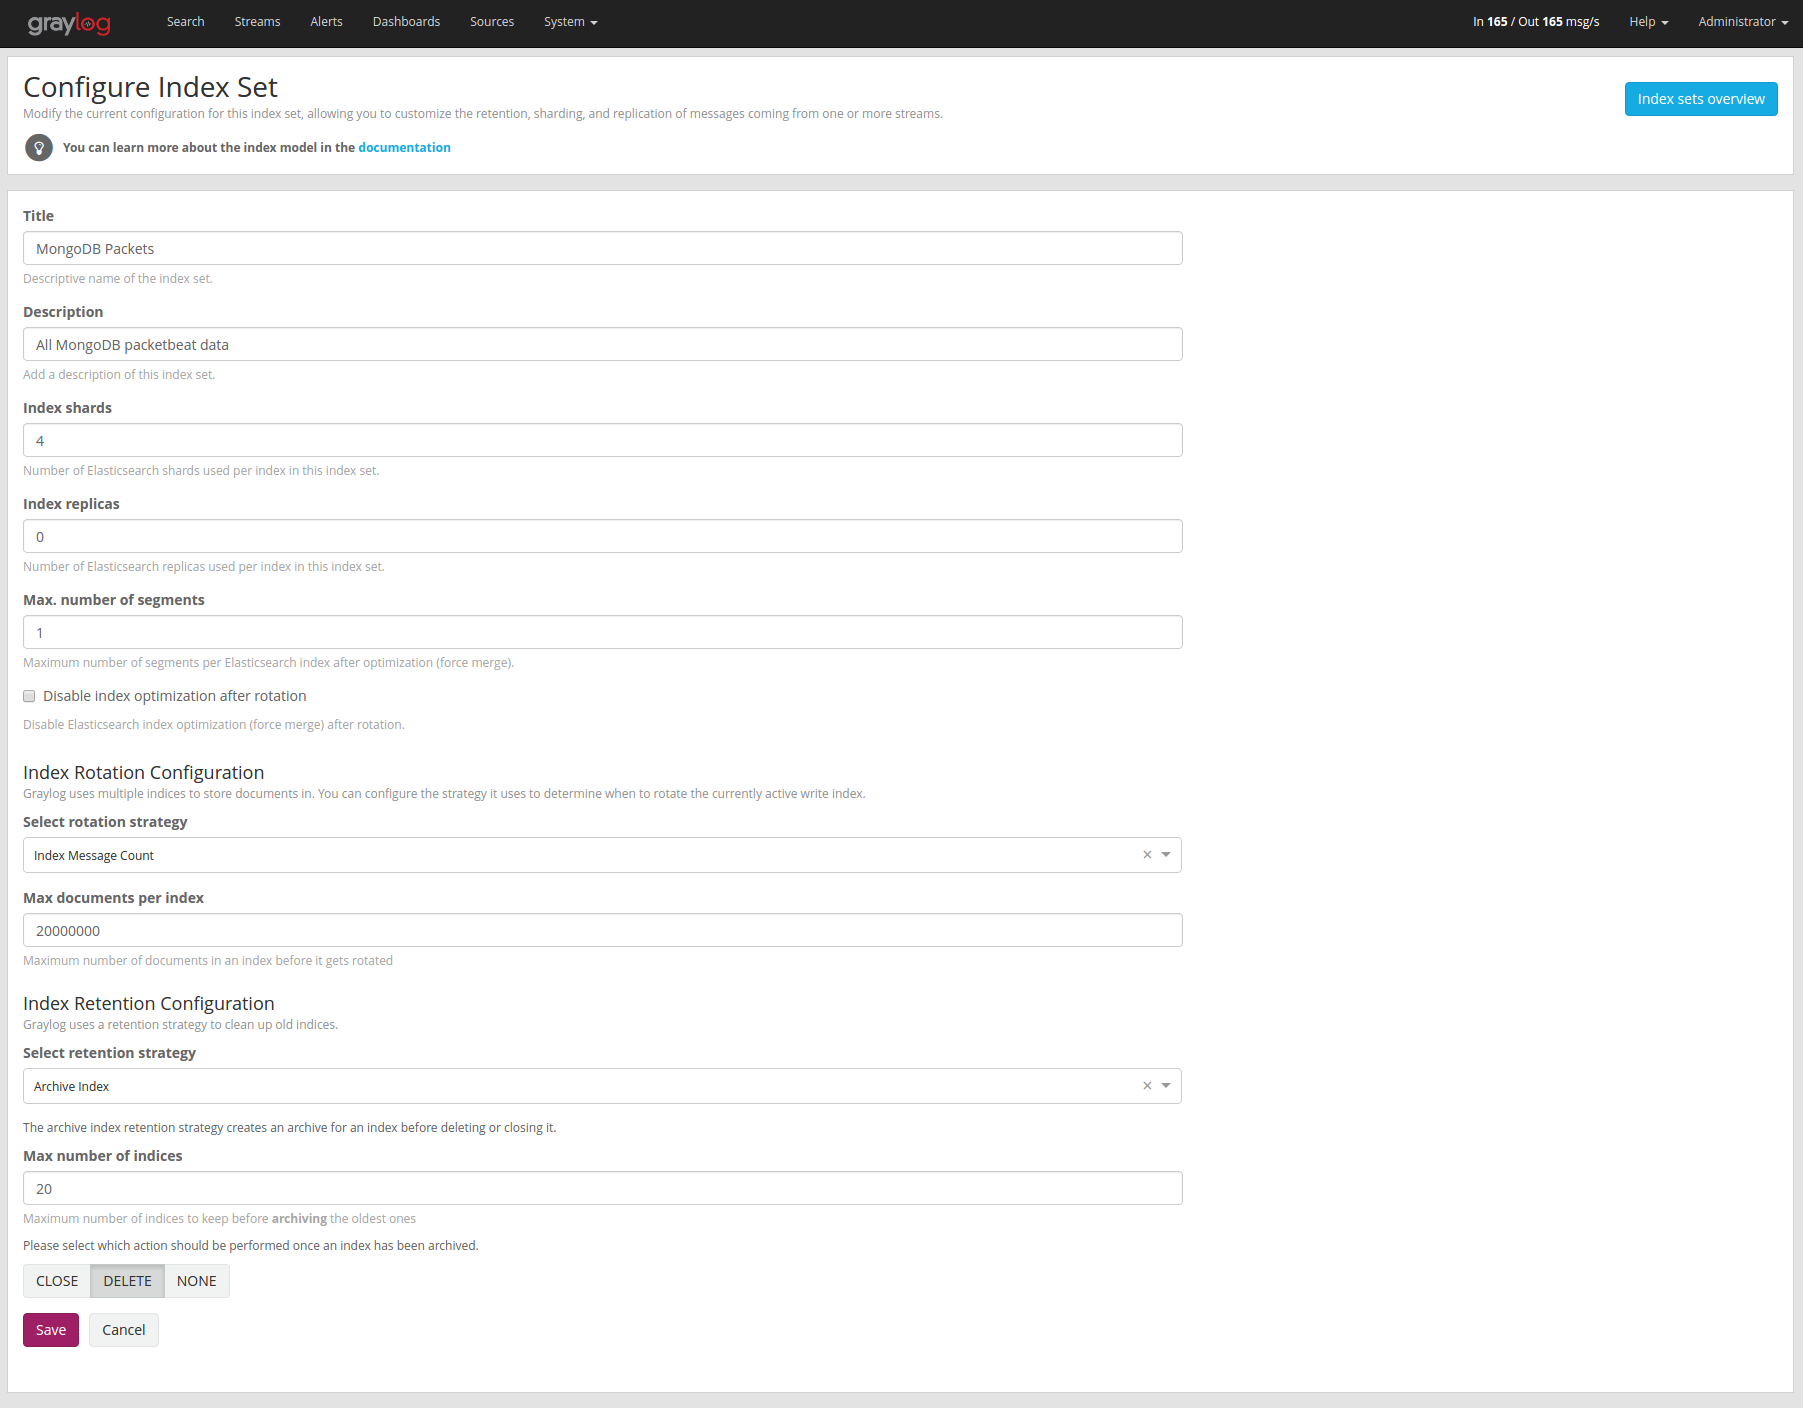 graylog Search Streams Alerts Dashboards Sources System In 165 / Out 165 msg/s Help Administrator
Configure Index Set
Index sets overview
Modify the current configuration for this index set, allowing you to customize the retention, sharding, and replication of messages coming from one or more streams.
You can learn more about the index model in the documentation
Title
MongoDB Packets
Descriptive name of the index set.
Description
All MongoDB packetbeat data
Add a description of this index set.
Index shards
4
Number of Elasticsearch shards used per index in this index set.
Index replicas
0
Number of Elasticsearch replicas used per index in this index set.
Max. number of segments
1
Maximum number of segments per Elasticsearch index after optimization (force merge).
Disable index optimization after rotation
Disable Elasticsearch index optimization (force merge) after rotation.
Index Rotation Configuration
Graylog uses multiple indices to store documents in. You can configure the strategy it uses to determine when to rotate the currently active write index.
Select rotation strategy
Index Message Count
Max documents per index
20000000
Maximum number of documents in an index before it gets rotated
Index Retention Configuration
Graylog uses a retention strategy to clean up old indices.
Select retention strategy
Archive Index
The archive index retention strategy creates an archive for an index before deleting or closing it.
Max number of indices
20
Maximum number of indices to keep before archiving the oldest ones
Please select which action should be performed once an index has been archived.
CLOSE DELETE NONE
Save Cancel